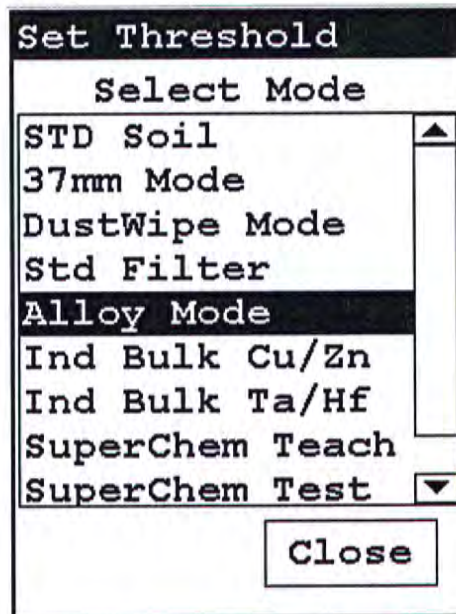 Set Threshold
Select Mode
STD Soil
37mm Mode
DustWipe Mode
Std Filter
Alloy Mode
Ind Bulk Cu/Zn
Ind Bulk Ta/Hf
SuperChem Teach
SuperChem Test
Close